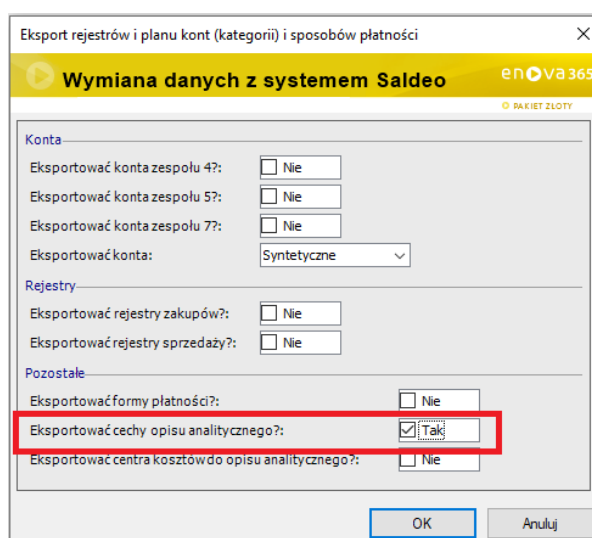 Eksport rejestrów i planu kont (kategorii) i sposobów płatności
Wymiana danych z systemem Saldeo
enova365
PAKIET ZŁOTY
Konta
Eksportować konta zespołu 4?: Nie
Eksportować konta zespołu 5?: Nie
Eksportować konta zespołu 7?: Nie
Eksportować konta: Syntetyczne
Rejestry
Eksportować rejestry zakupów?: Nie
Eksportować rejestry sprzedaży?: Nie
Pozostałe
Eksportować formy płatności?: Nie
Eksportować cechy opisu analitycznego?: Tak
Eksportować centra kosztów do opisu analitycznego?: Nie
OK Anuluj